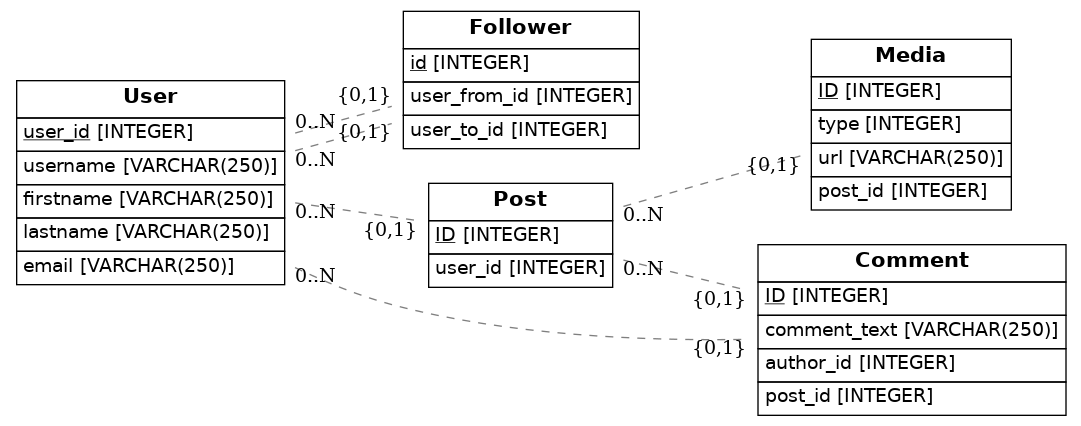 User
user_id [INTEGER]
username [VARCHAR(250)]
firstname [VARCHAR(250)]
lastname [VARCHAR(250)]
email [VARCHAR(250)]
Follower
id [INTEGER]
user_from_id [INTEGER]
user_to_id [INTEGER]
{0,1}
0..N
{0,1}
0..N
0..N
{0,1}
0..N
{0,1}
Post
ID [INTEGER]
user_id [INTEGER]
{0,1}
0..N
0..N
{0,1}
Media
ID [INTEGER]
type [INTEGER]
url [VARCHAR(250)]
post_id [INTEGER]
Comment
ID [INTEGER]
comment_text [VARCHAR(250)]
author_id [INTEGER]
post_id [INTEGER]